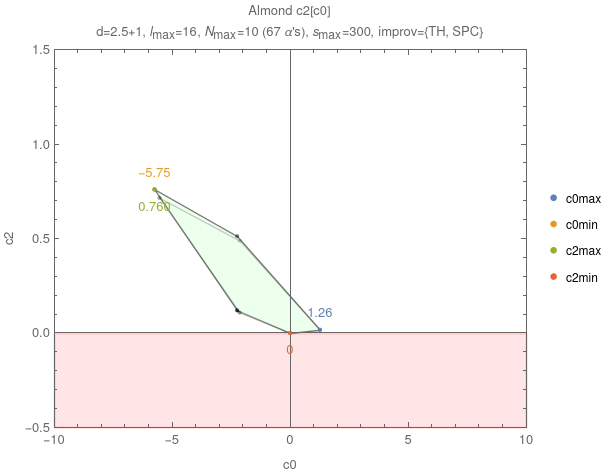 Almond c2[c0]
d=2.5+1, lmax=16, Nmax=10 (67 α's), smax=300, improv={TH, SPC}
1.5
1.0
0.5
0.0
-0.5
c2
−5.75
0.760
1.26
0
−10
−5
0
5
10
c0
c0max
c0min
c2max
c2min